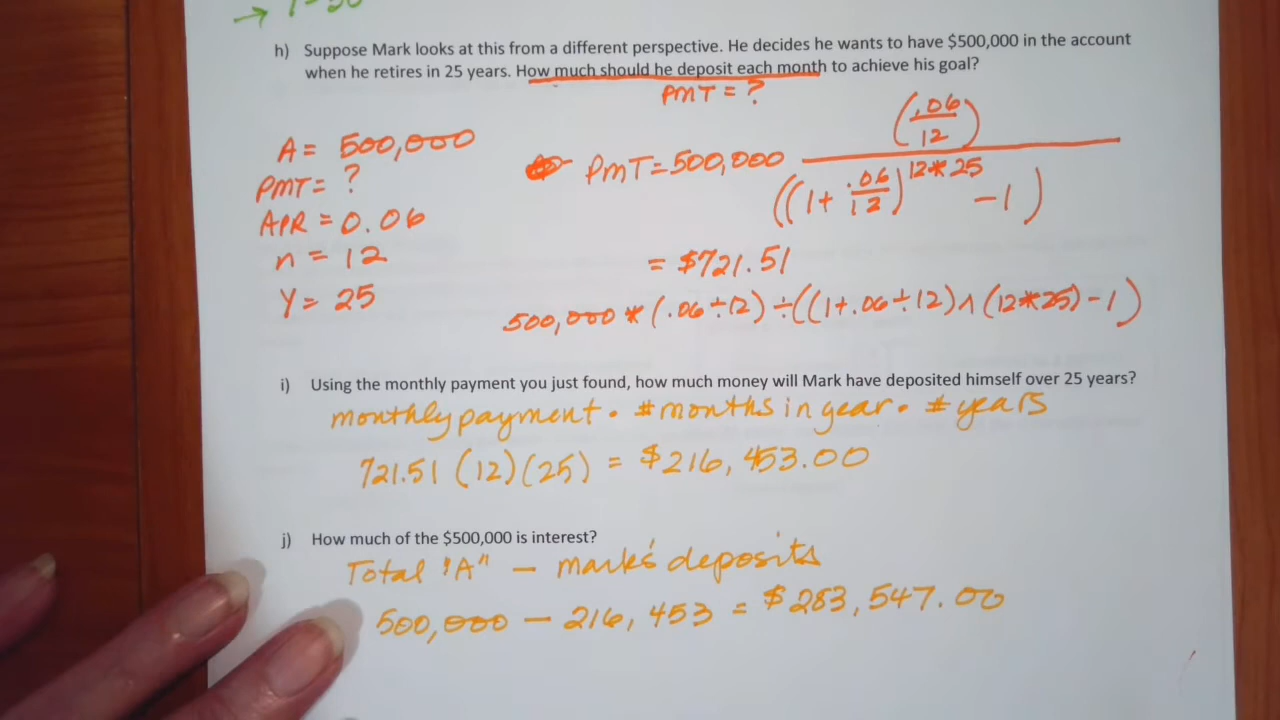 h) Suppose Mark looks at this from a different perspective. He decides he wants to have $500,000 in the account
when he retires in 25 years. How much should he deposit each month to achieve his goal?
PMT = ?
A = 500,000
PMT = ?
APR = 0.06
n = 12
Y = 25
PMT = 500,000 (.06/12) / ((1 + .06/12)^12*25 - 1)
= $721.51
500,000 * (.06 ÷ 12) ÷ ((1 + .06 ÷ 12) ^ (12*25) - 1)
i) Using the monthly payment you just found, how much money will Mark have deposited himself over 25 years?
monthly payment • # months in year • # years
721.51 (12) (25) = $216,453.00
j) How much of the $500,000 is interest?
Total "A" - mark's deposits
500,000 - 216,453 = $283,547.00